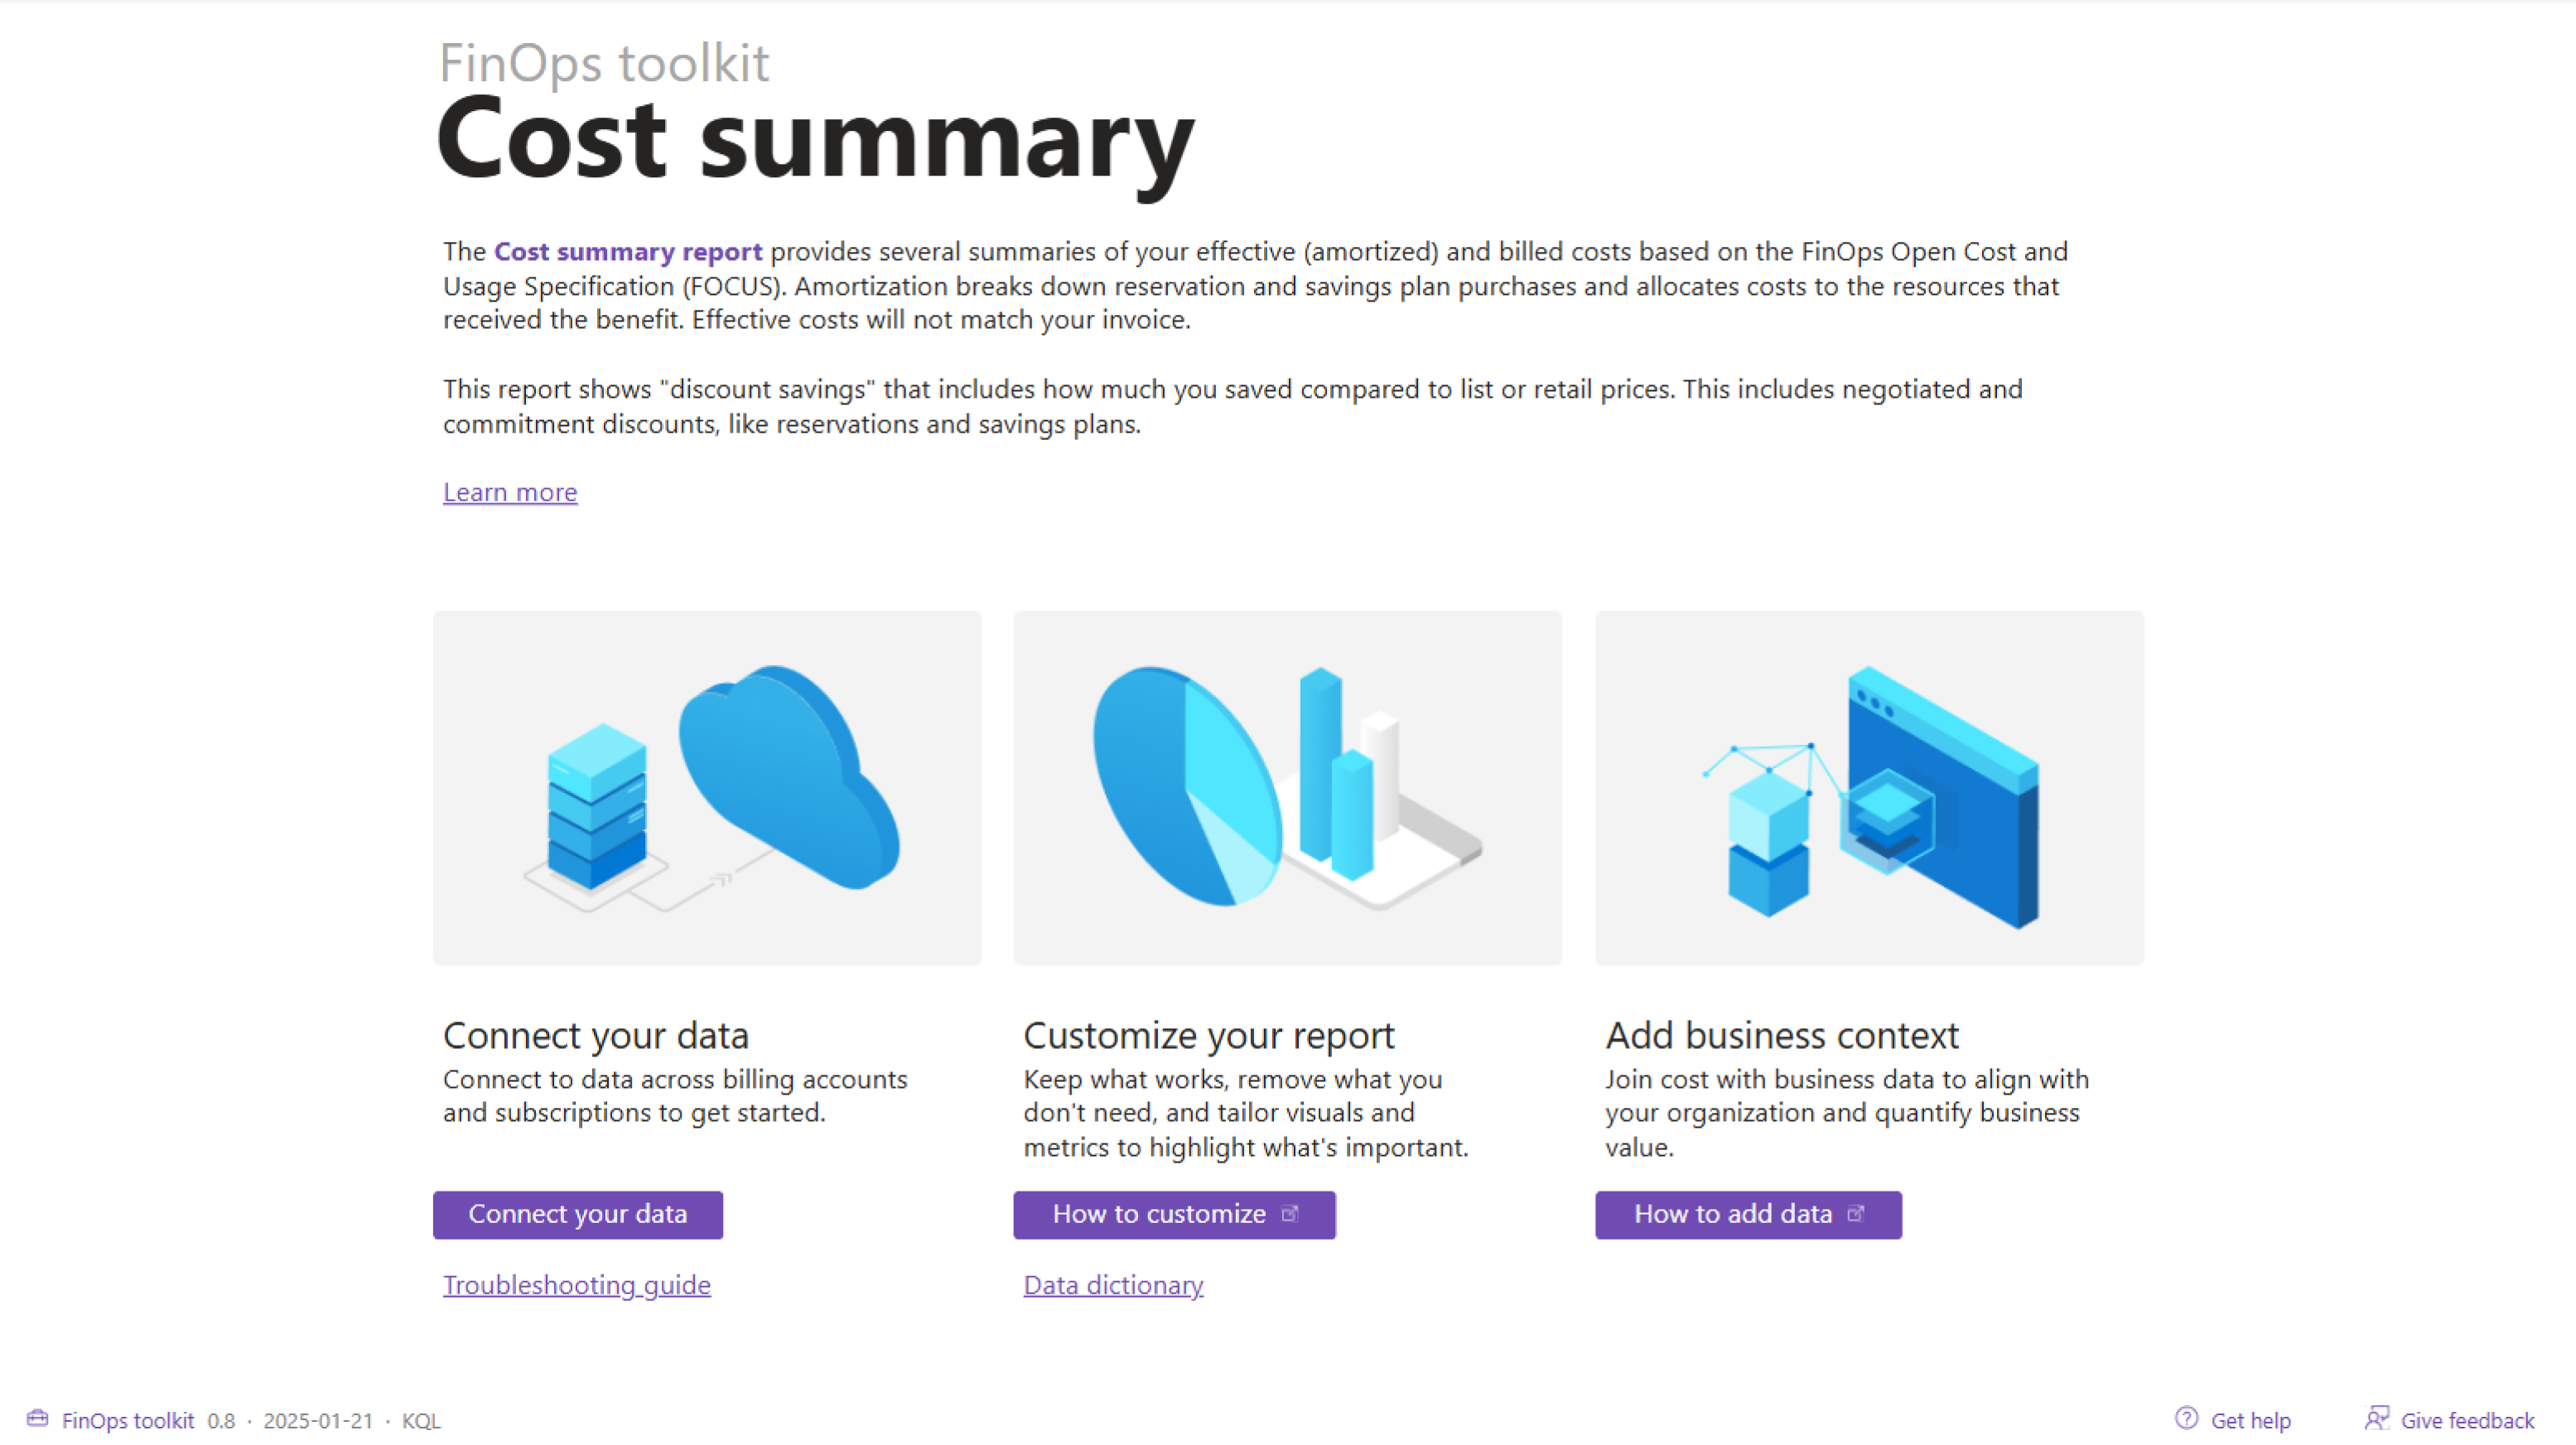 FinOps toolkit
Cost summary
The Cost summary report provides several summaries of your effective (amortized) and billed costs based on the FinOps Open Cost and
Usage Specification (FOCUS). Amortization breaks down reservation and savings plan purchases and allocates costs to the resources that
received the benefit. Effective costs will not match your invoice.
This report shows "discount savings" that includes how much you saved compared to list or retail prices. This includes negotiated and
commitment discounts, like reservations and savings plans.
Learn more
Connect your data
Connect to data across billing accounts
and subscriptions to get started.
Connect your data
Troubleshooting guide
Customize your report
Keep what works, remove what you
don't need, and tailor visuals and
metrics to highlight what's important.
How to customize
Data dictionary
Add business context
Join cost with business data to align with
your organization and quantify business
value.
How to add data
FinOps toolkit 0.8 · 2025-01-21 · KQL
Get help
Give feedback